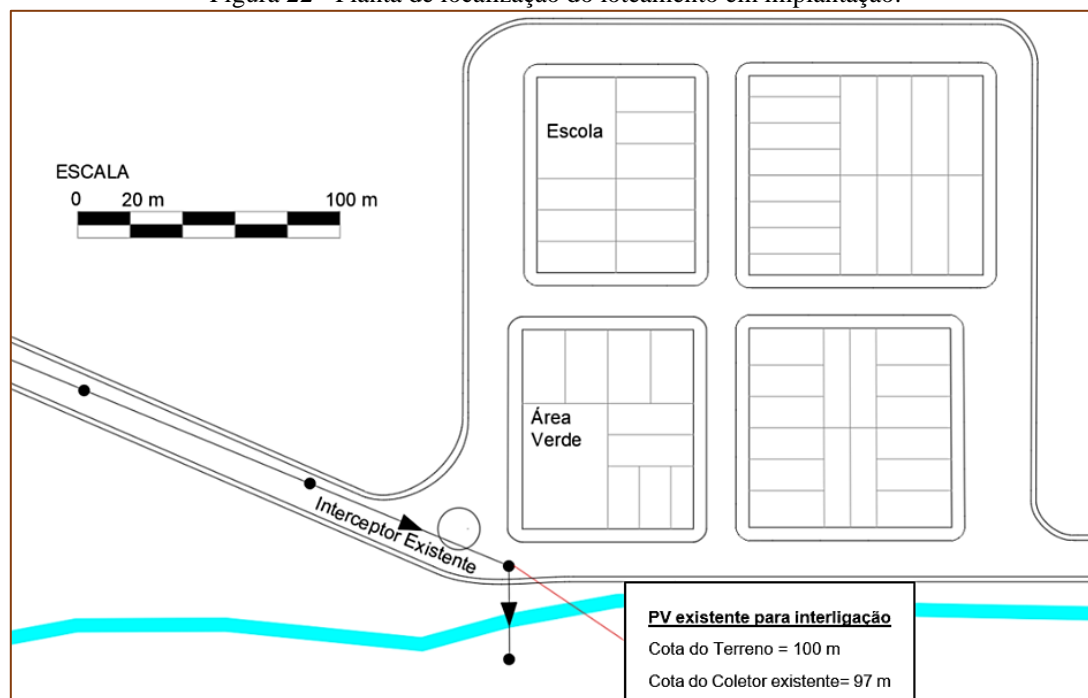 Figura 22 - Planta de localização do loteamento em implantação.
Escola
ESCALA
0 20 m 100 m
Área
Verde
Interceptor Existente
PV existente para interligação
Cota do Terreno = 100 m
Cota do Coletor existente= 97 m